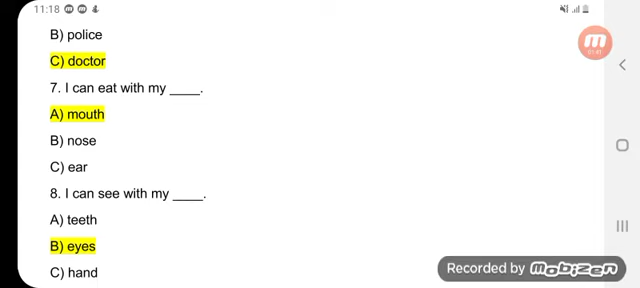 11:18
B) police
C) doctor
7. I can eat with my ____.
A) mouth
B) nose
C) ear
8. I can see with my ____.
A) teeth
B) eyes
C) hand
Recorded by mobizen